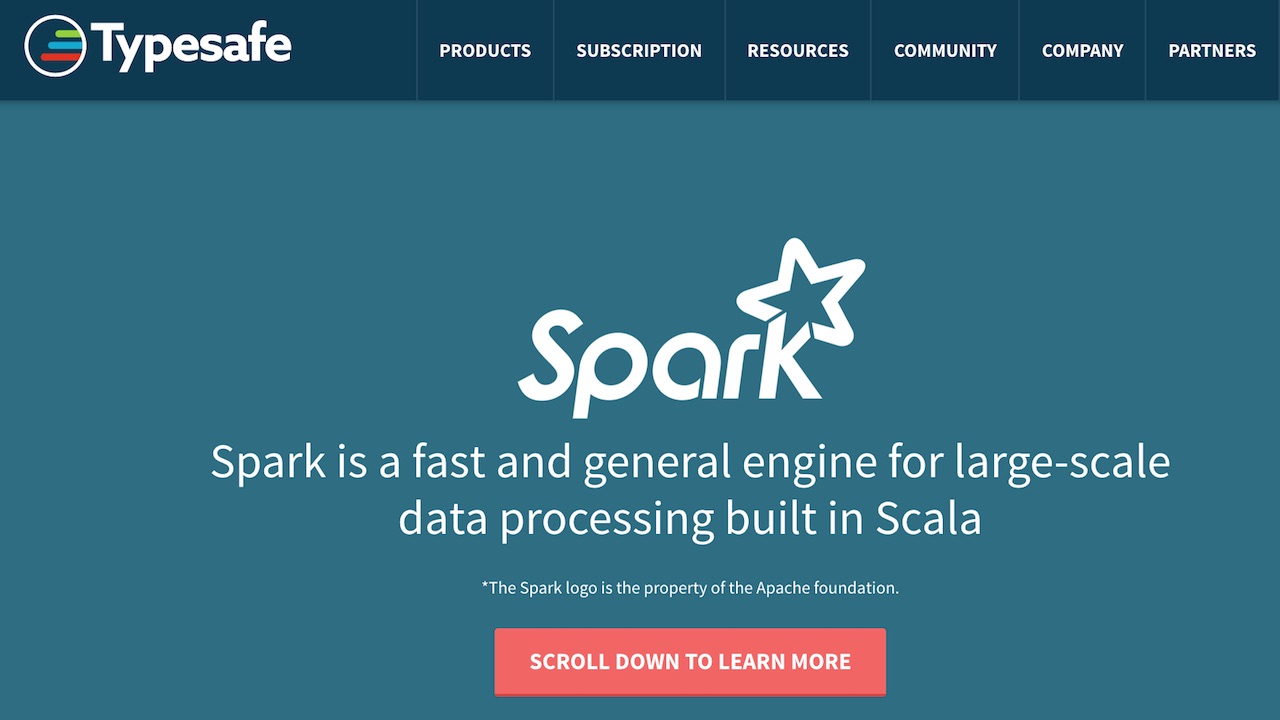 Typesafe
PRODUCTS
SUBSCRIPTION
RESOURCES
COMMUNITY
COMPANY
PARTNERS
Spark
Spark is a fast and general engine for large-scale
data processing built in Scala
*The Spark logo is the property of the Apache foundation.
SCROLL DOWN TO LEARN MORE